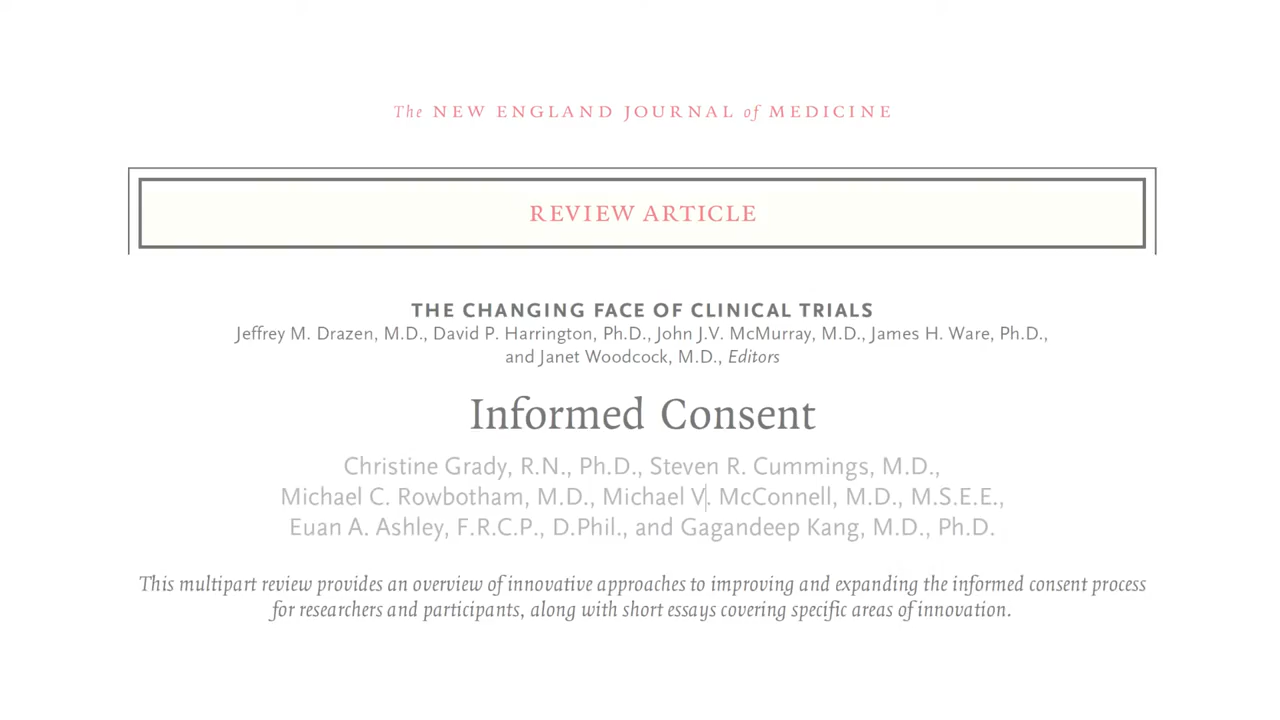 The NEW ENGLAND JOURNAL of MEDICINE
REVIEW ARTICLE
THE CHANGING FACE OF CLINICAL TRIALS
Jeffrey M. Drazen, M.D., David P. Harrington, Ph.D., John J.V. McMurray, M.D., James H. Ware, Ph.D.,
and Janet Woodcock, M.D., Editors
Informed Consent
Christine Grady, R.N., Ph.D., Steven R. Cummings, M.D.,
Michael C. Rowbotham, M.D., Michael V. McConnell, M.D., M.S.E.E.,
Euan A. Ashley, F.R.C.P., D.Phil., and Gagandeep Kang, M.D., Ph.D.
This multipart review provides an overview of innovative approaches to improving and expanding the informed consent process
for researchers and participants, along with short essays covering specific areas of innovation.